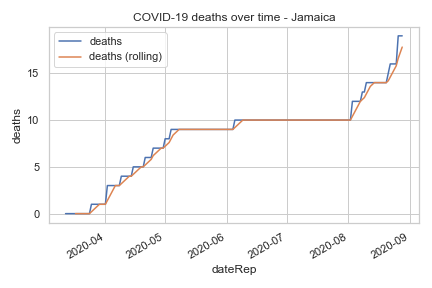 COVID-19 deaths over time - Jamaica
deaths
deaths (rolling)
15
10
5
0
deaths
2020-04
2020-05
2020-06
2020-07
2020-08
2020-09
dateRep